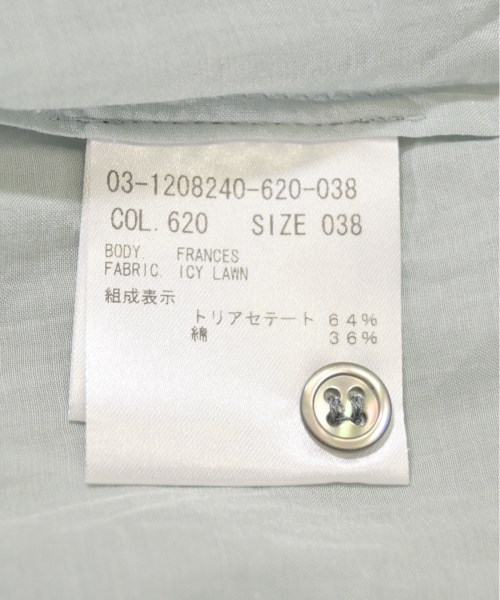 03-1208240-620-038
COL. 620 SIZE 038
BODY FRANCES
FABRIC. ICY LAWN
組成表示
トリアセテート 64%
綿 36%